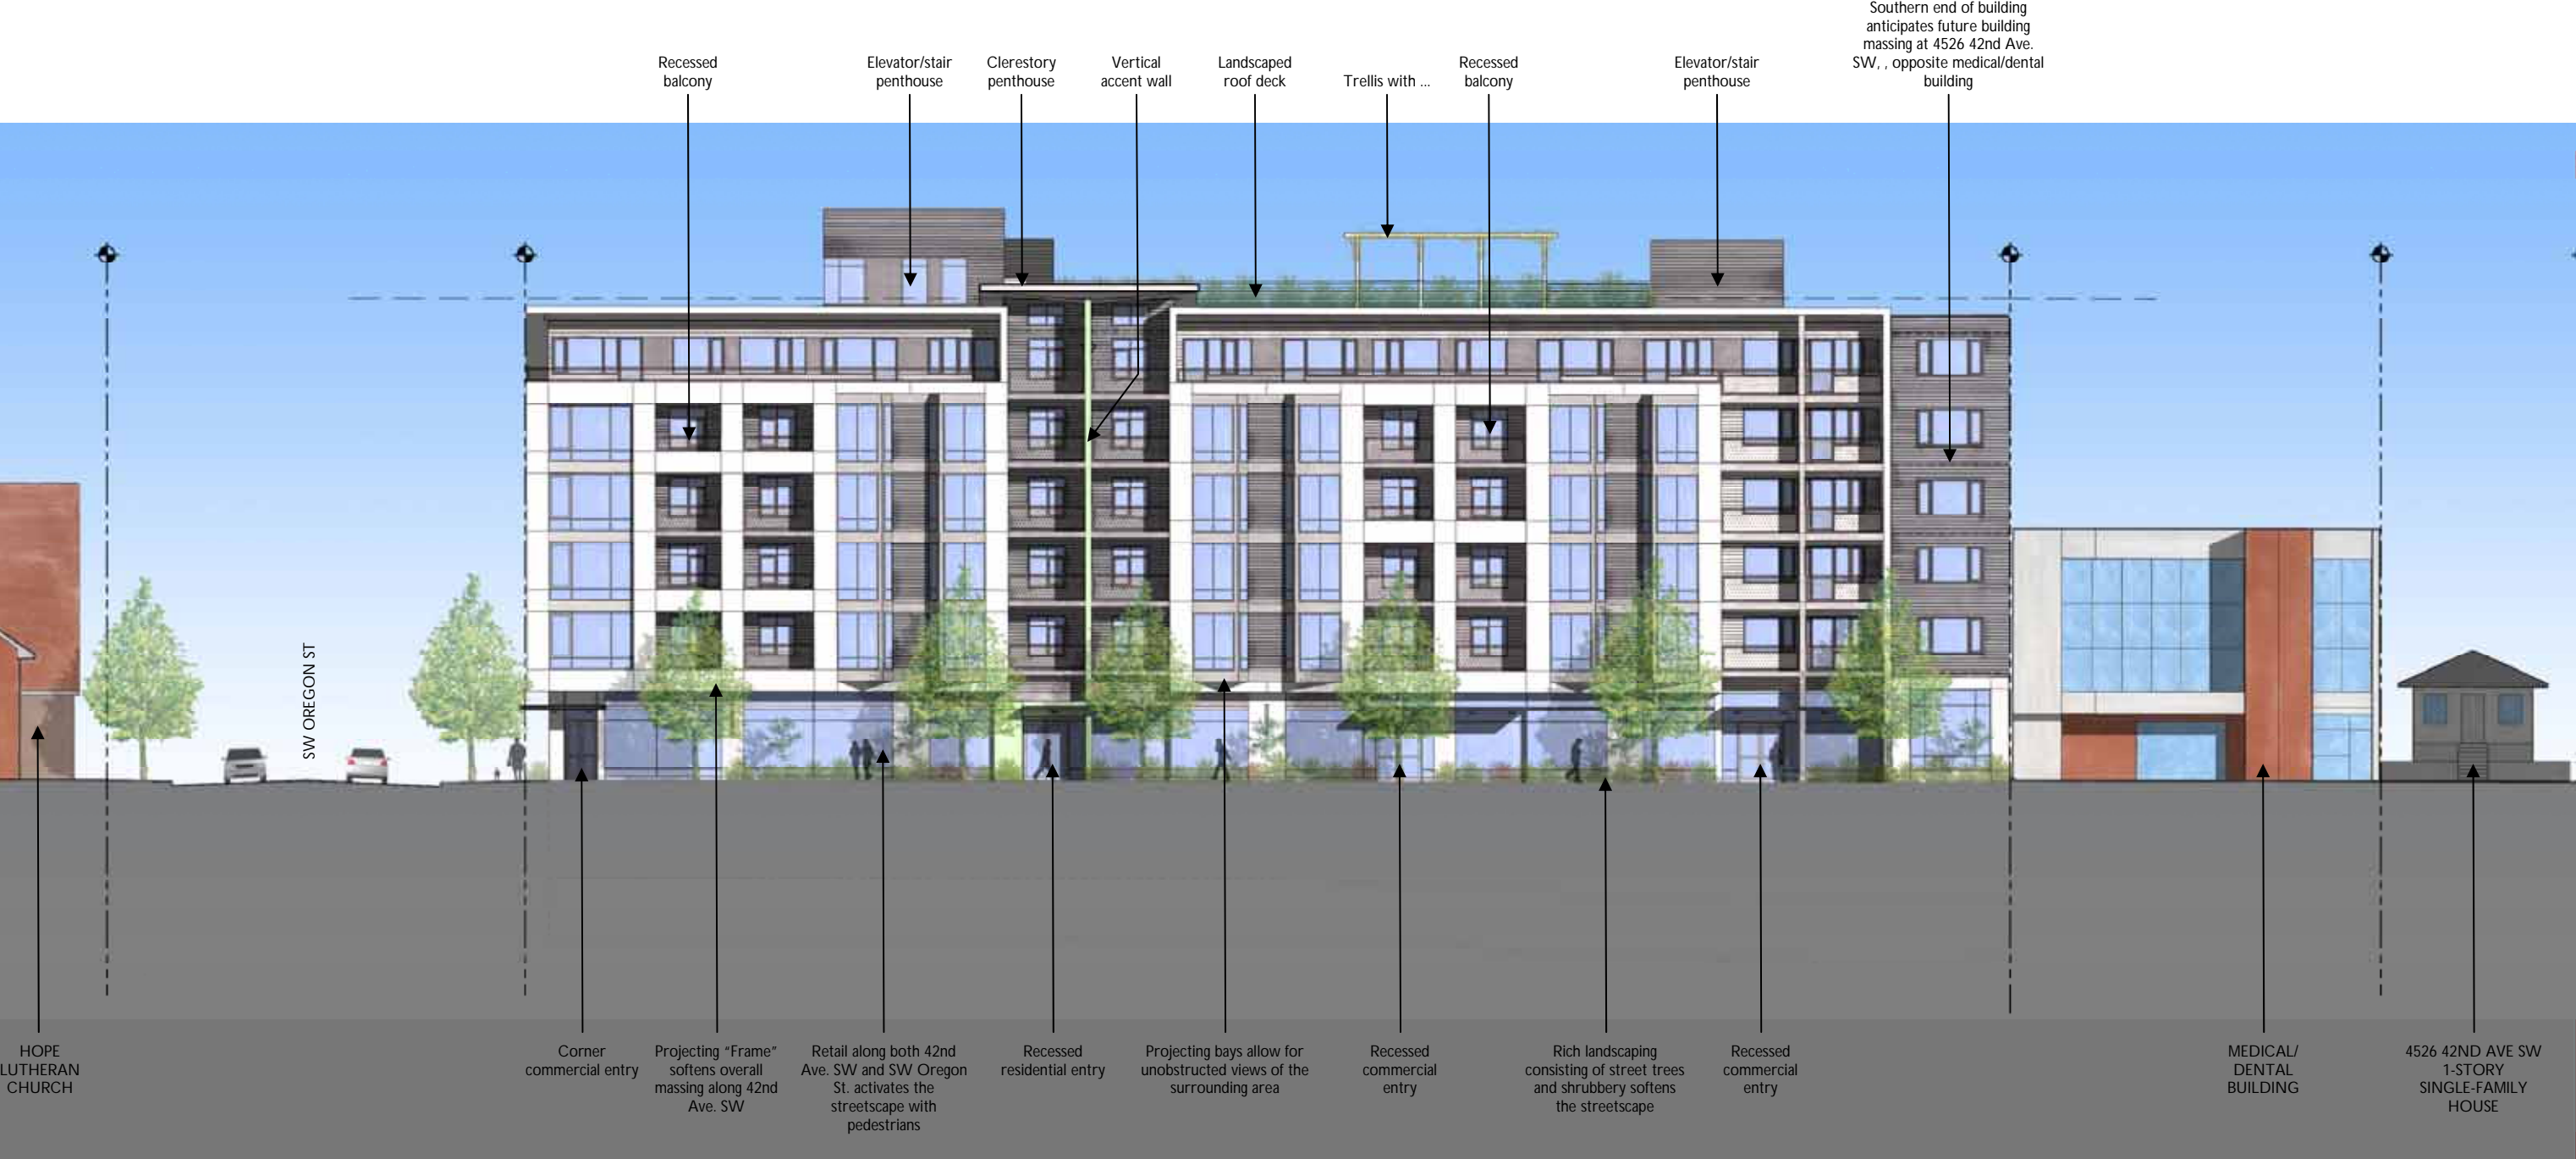 Recessed
balcony
Elevator/stair
penthouse
Clerestory
penthouse
Vertical
accent wall
Landscaped
roof deck
Trellis with ...
Recessed
balcony
Elevator/stair
penthouse
Southern end of building
anticipates future building
massing at 4526 42nd Ave.
SW, , opposite medical/dental
building
SW OREGON ST
HOPE
LUTHERAN
CHURCH
Corner
commercial entry
Projecting “Frame”
softens overall
massing along 42nd
Ave. SW
Retail along both 42nd
Ave. SW and SW Oregon
St. activates the
streetscape with
pedestrians
Recessed
residential entry
Projecting bays allow for
unobstructed views of the
surrounding area
Recessed
commercial
entry
Rich landscaping
consisting of street trees
and shrubbery softens
the streetscape
Recessed
commercial
entry
MEDICAL/
DENTAL
BUILDING
4526 42ND AVE SW
1-STORY
SINGLE-FAMILY
HOUSE